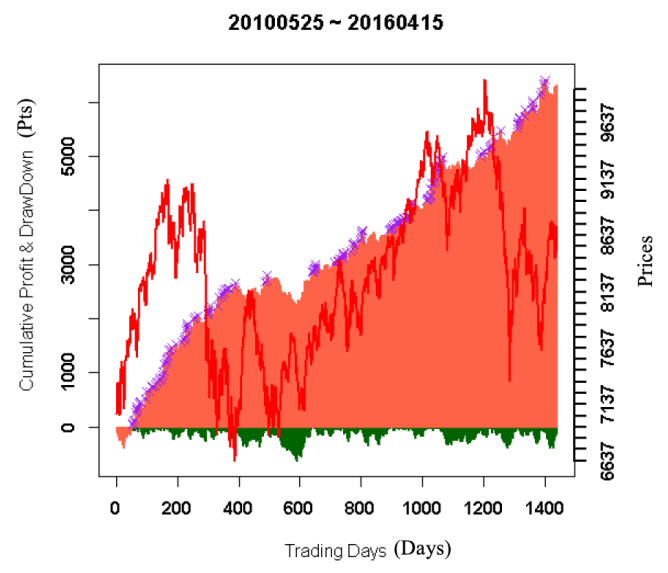 20100525 ~ 20160415
Cumulative Profit & DrawDown (Pts)
0 1000 3000 5000
6637 7137 7637 8137 8637 9137 9637
Prices
0 200 400 600 800 1000 1200 1400
Trading Days (Days)